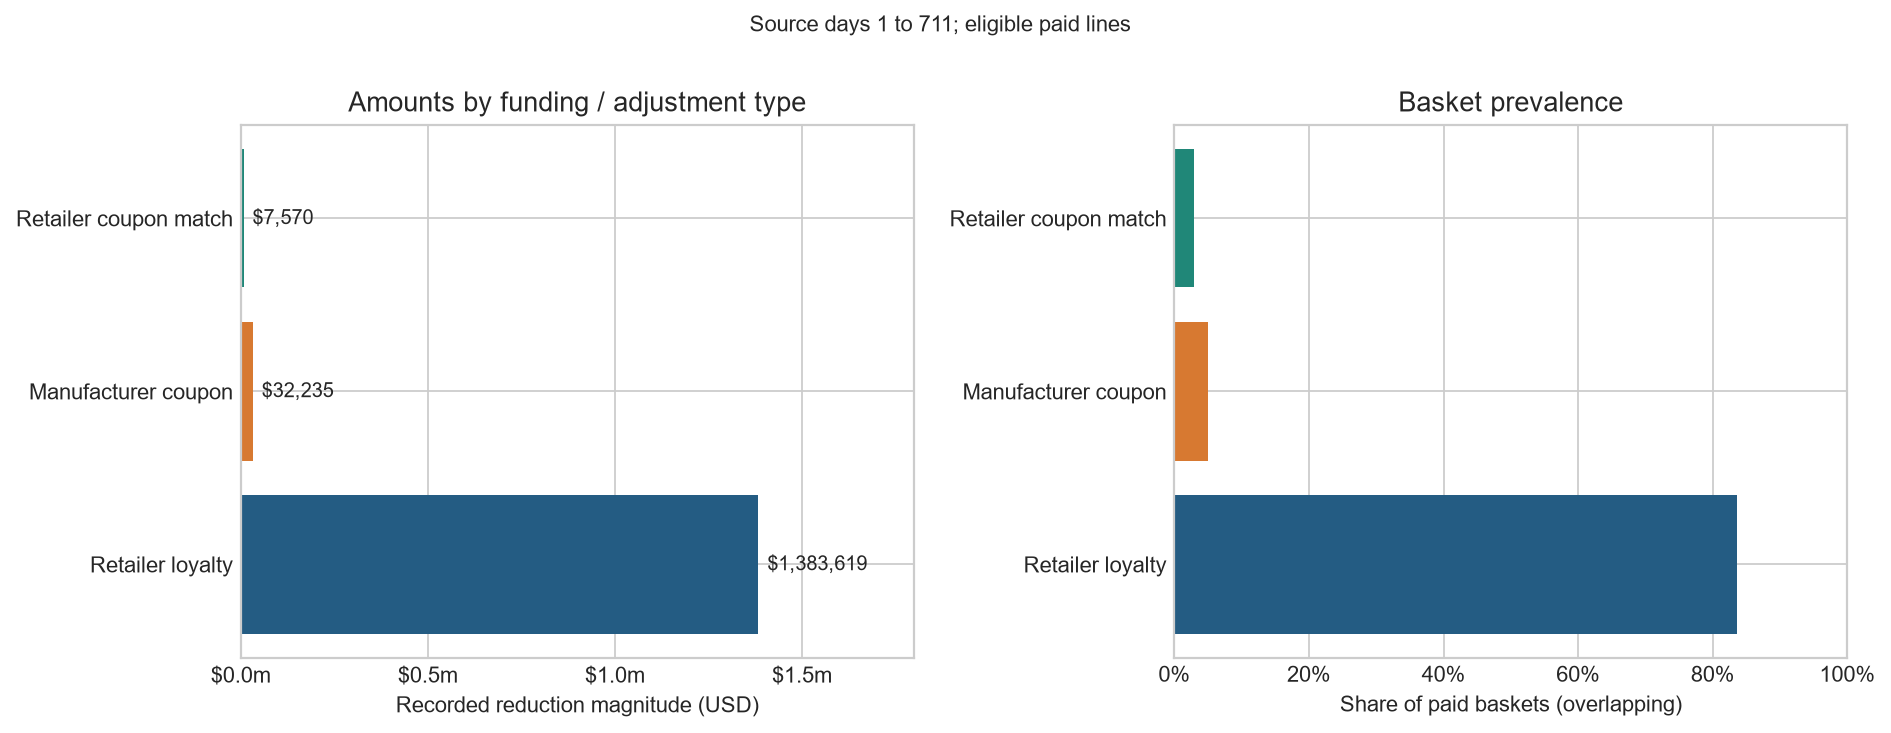 Source days 1 to 711; eligible paid lines
Amounts by funding / adjustment type
Retailer coupon match
$7,570
Manufacturer coupon
$32,235
Retailer loyalty
$1,383,619
$0.0m
$0.5m
$1.0m
$1.5m
Recorded reduction magnitude (USD)
Basket prevalence
Retailer coupon match
Manufacturer coupon
Retailer loyalty
0%
20%
40%
60%
80%
100%
Share of paid baskets (overlapping)